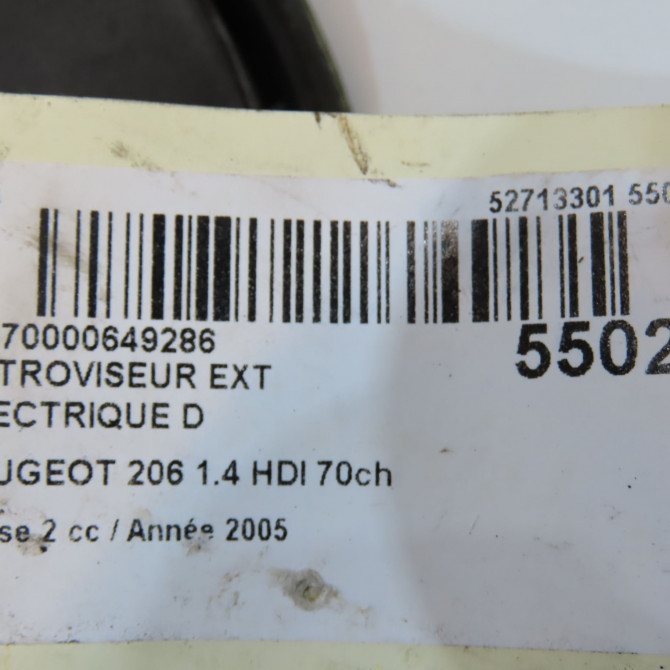 52713301 550
70000649286
5502
TROVISEUR EXT
ECTRIQUE D
UGEOT 206 1.4 HDI 70ch
se 2 cc / Année 2005